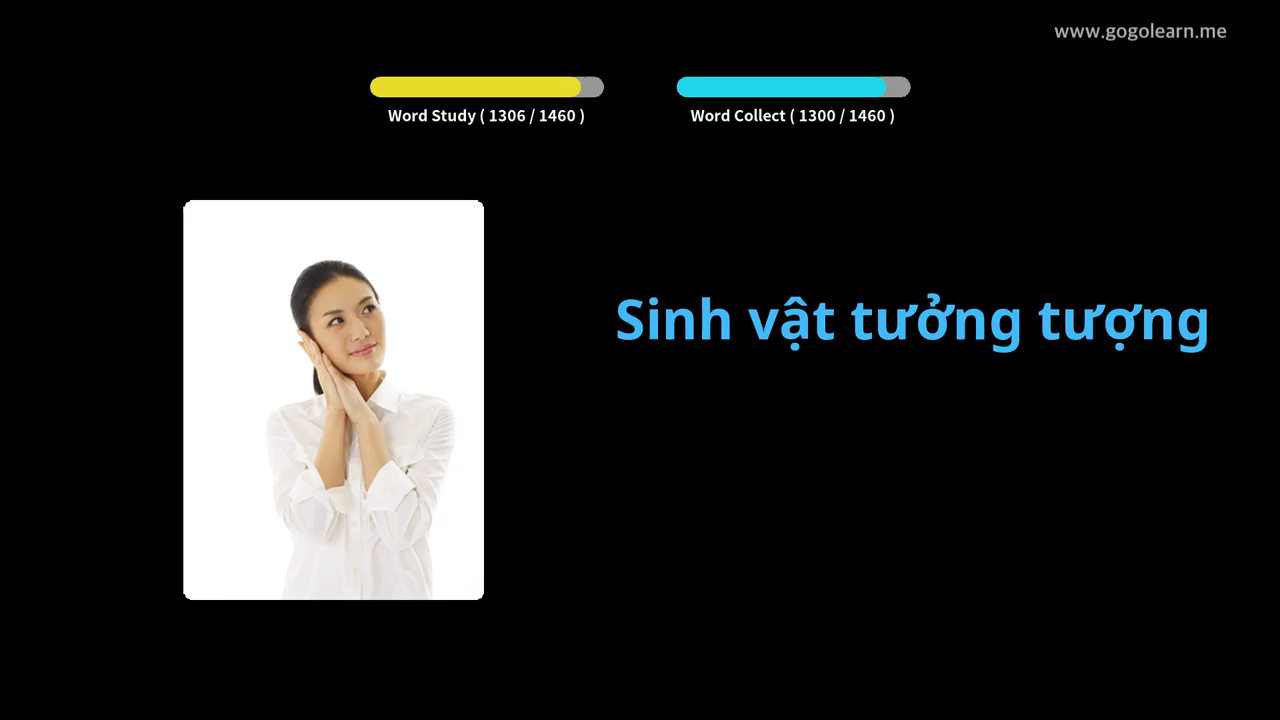 www.gogolearn.me
Word Study ( 1306 / 1460 )
Word Collect ( 1300 / 1460 )
Sinh vật tưởng tượng